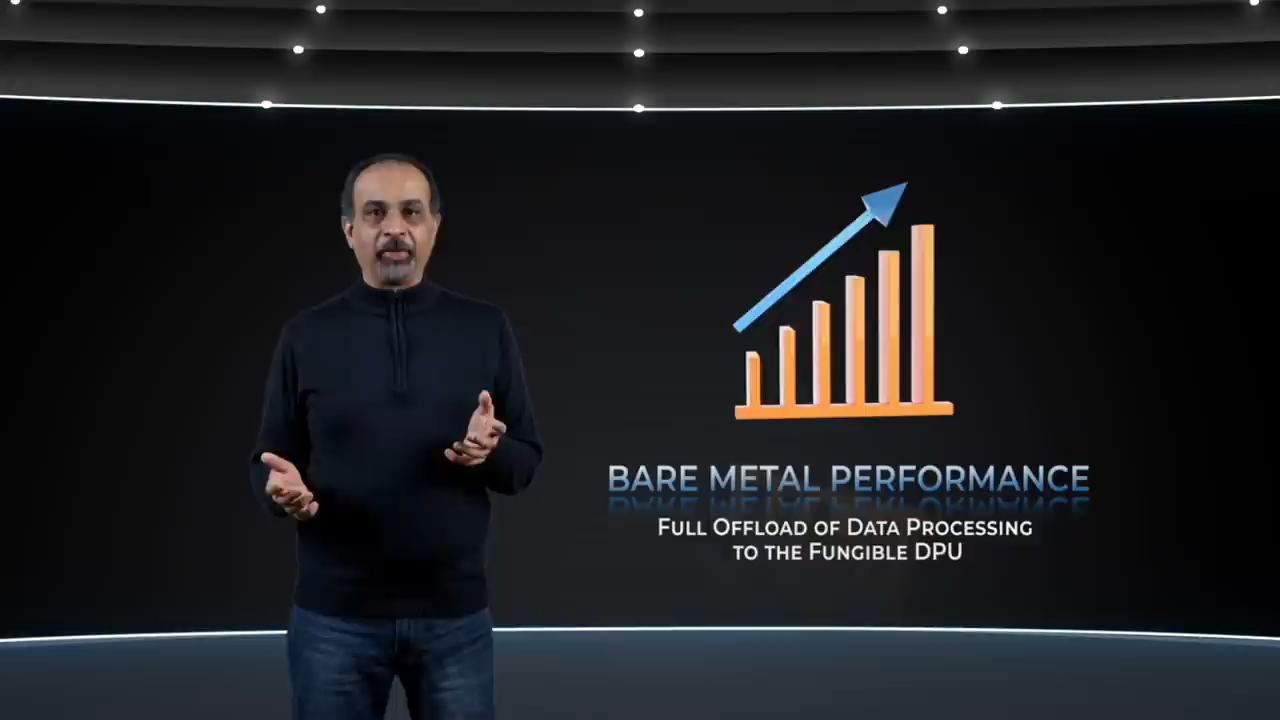 BARE METAL PERFORMANCE
FULL OFFLOAD OF DATA PROCESSING
TO THE FUNGIBLE DPU